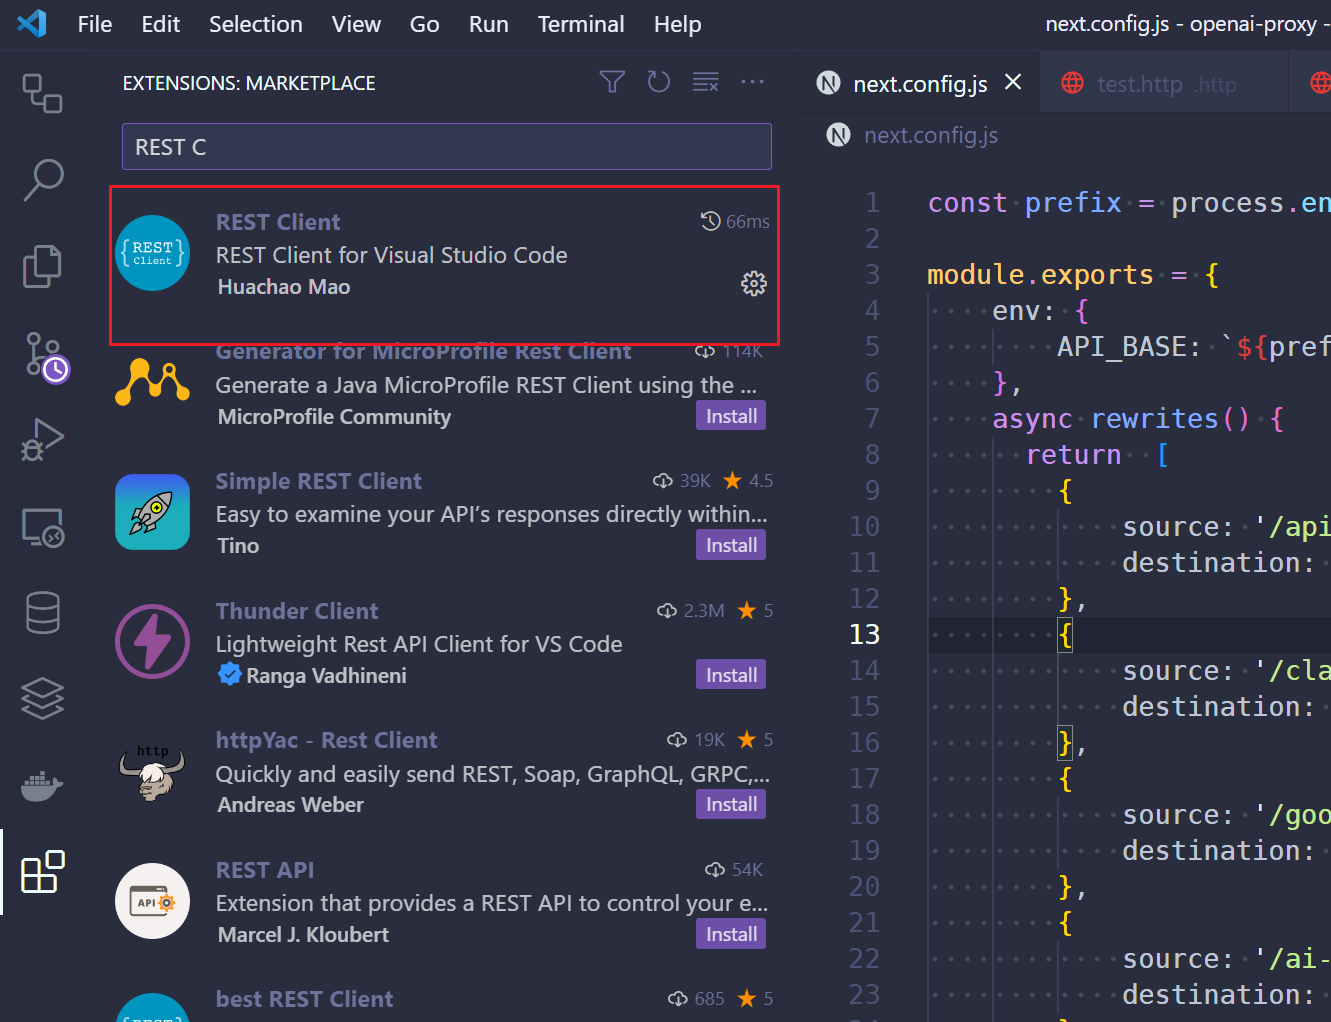 File Edit Selection View Go Run Terminal Help
next.config.js - openai-proxy -
EXTENSIONS: MARKETPLACE
REST C
{REST}
Client
REST Client
66ms
REST Client for Visual Studio Code
Huachao Mao
Generator for MicroProfile Rest Client
114K
Generate a Java MicroProfile REST Client using the ...
MicroProfile Community
Install
Simple REST Client
39K
4.5
Easy to examine your API’s responses directly within...
Tino
Install
Thunder Client
2.3M
5
Lightweight Rest API Client for VS Code
Ranga Vadhineni
Install
http
httpYac - Rest Client
19K
5
Quickly and easily send REST, Soap, GraphQL, GRPC,...
Andreas Weber
Install
API
REST API
54K
Extension that provides a REST API to control your e...
Marcel J. Kloubert
Install
best REST Client
685
5
{REST}
N next.config.js
test.http .http
N next.config.js
1 const prefix = process.en
2
3 module.exports = {
4 env: {
5 API_BASE: `${pref
6 },
7 async rewrites() {
8 return [
9 {
10 source: '/api
11 destination:
12 },
13 {
14 source: '/cla
15 destination:
16 },
17 {
18 source: '/goo
19 destination:
20 },
21 {
22 source: '/ai-
23 destination: